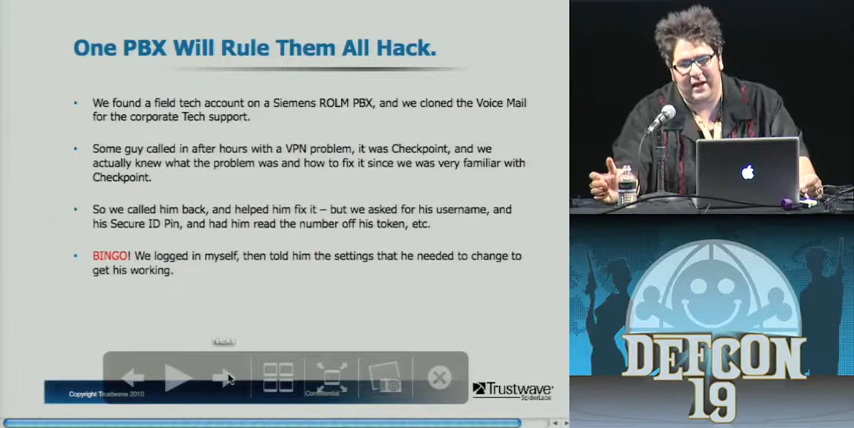 One PBX Will Rule Them All Hack.
We found a field tech account on a Siemens ROLM PBX, and we cloned the Voice Mail
for the corporate Tech support.
Some guy called in after hours with a VPN problem, it was Checkpoint, and we
actually knew what the problem was and how to fix it since we was very familiar with
Checkpoint.
So we called him back, and helped him fix it – but we asked for his username, and
his Secure ID Pin, and had him read the number off his token, etc.
BINGO! We logged in myself, then told him the settings that he needed to change to
get his working.
Next
Copyright Trustwave 2010
Confidential
Trustwave
SpiderLabs
DEFCON
19